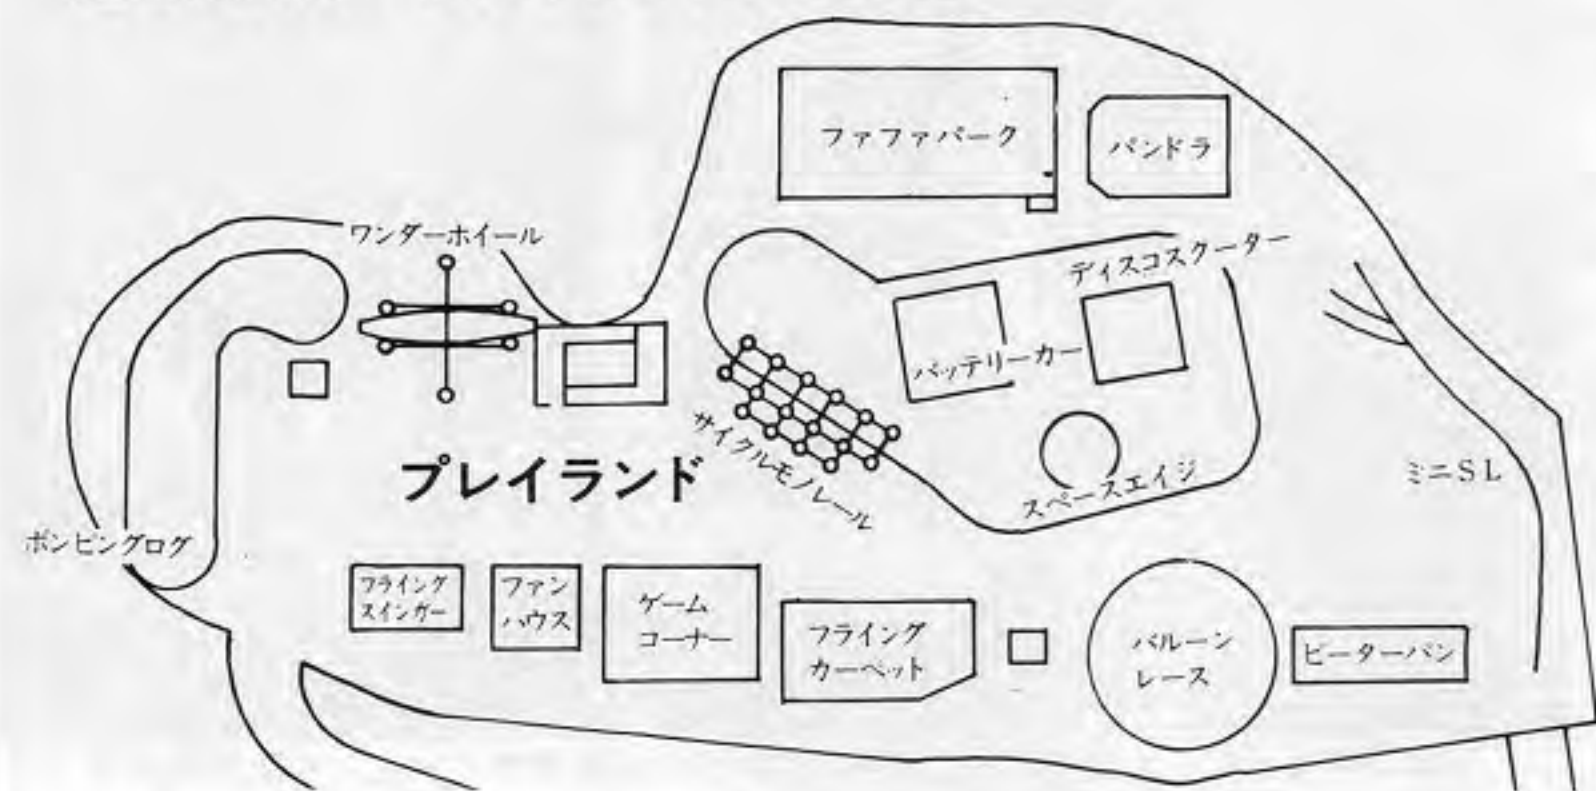 ファファパーク
パンドラ
ワンダーホイール
ディスコスクーター
バッテリーカー
サイクルモノレール
プレイランド
スペースエイジ
ミニSL
ボンピングログ
フライング
スインガー
ファン
ハウス
ゲーム
コーナー
フライング
カーペット
バルーン
レース
ピーターパン